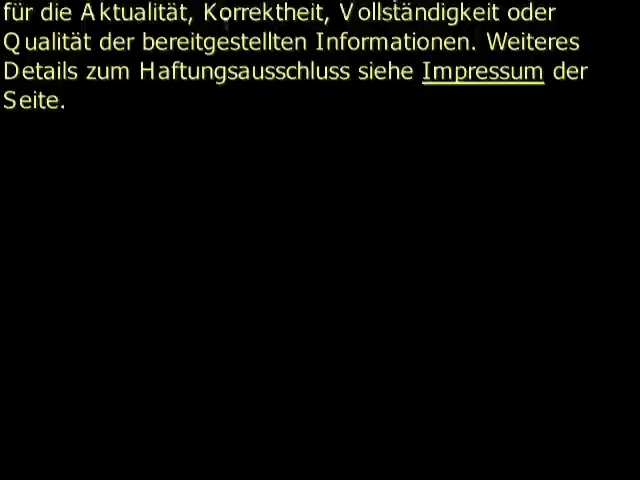 für die Aktualität, Korrektheit, Vollständigkeit oder
Qualität der bereitgestellten Informationen. Weiteres
Details zum Haftungsausschluss siehe Impressum der
Seite.